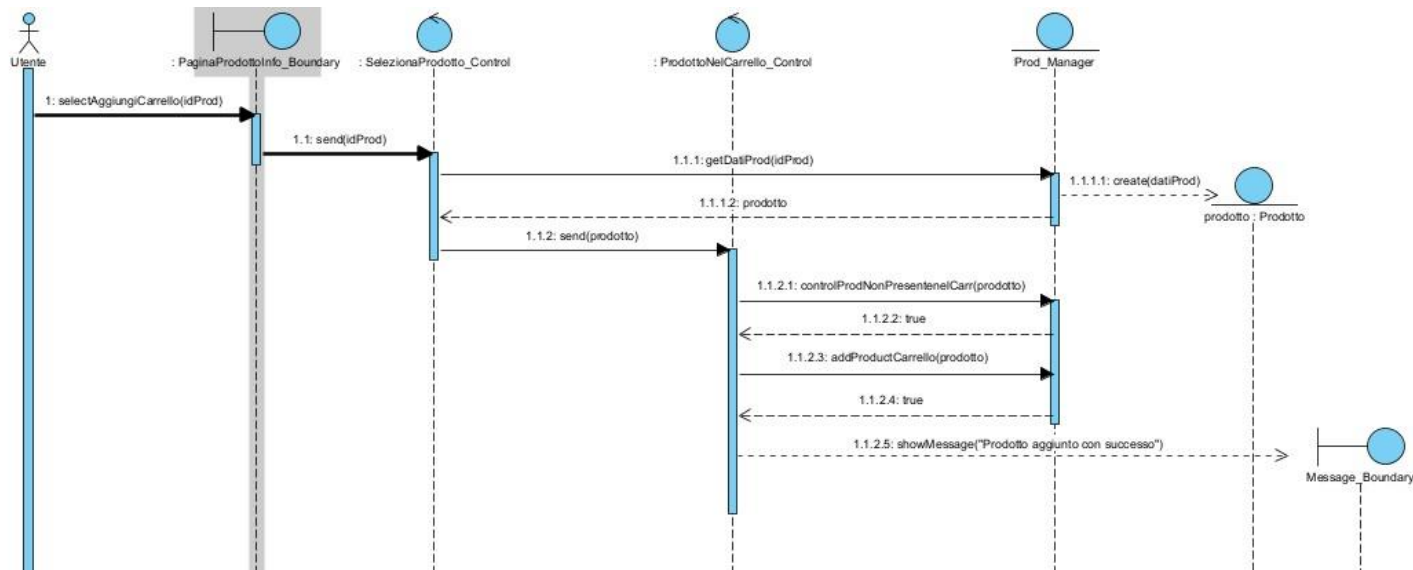 Utente
: PaginaProdottoInfo_Boundary
: SelezionaProdotto_Control
: ProdottoNelCarrello_Control
Prod_Manager
1: selectAggiungiCarrello(idProd)
1.1: send(idProd)
1.1.1: getDatiProd(idProd)
1.1.1.1: create(datiProd)
prodotto : Prodotto
1.1.1.2: prodotto
1.1.2: send(prodotto)
1.1.2.1: controlProdNonPresentenelCarr(prodotto)
1.1.2.2: true
1.1.2.3: addProductCarrello(prodotto)
1.1.2.4: true
1.1.2.5: showMessage("Prodotto aggiunto con successo")
Message_Boundary